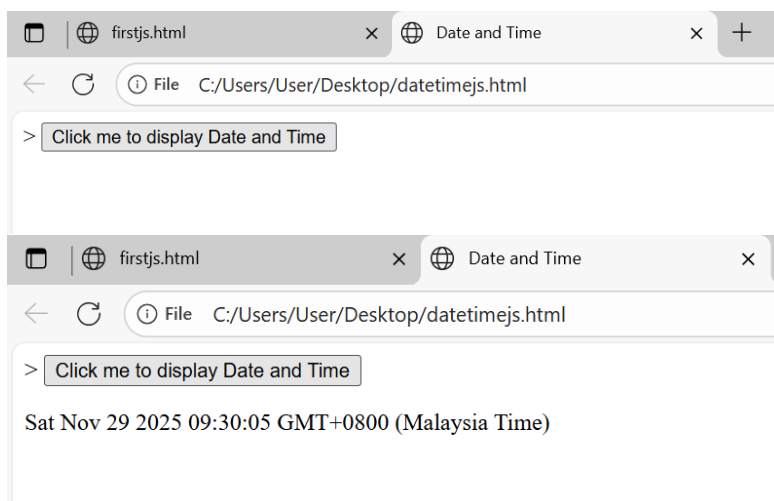 firstjs.html Date and Time
File C:/Users/User/Desktop/datetimejs.html
> Click me to display Date and Time
firstjs.html Date and Time
File C:/Users/User/Desktop/datetimejs.html
> Click me to display Date and Time
Sat Nov 29 2025 09:30:05 GMT+0800 (Malaysia Time)